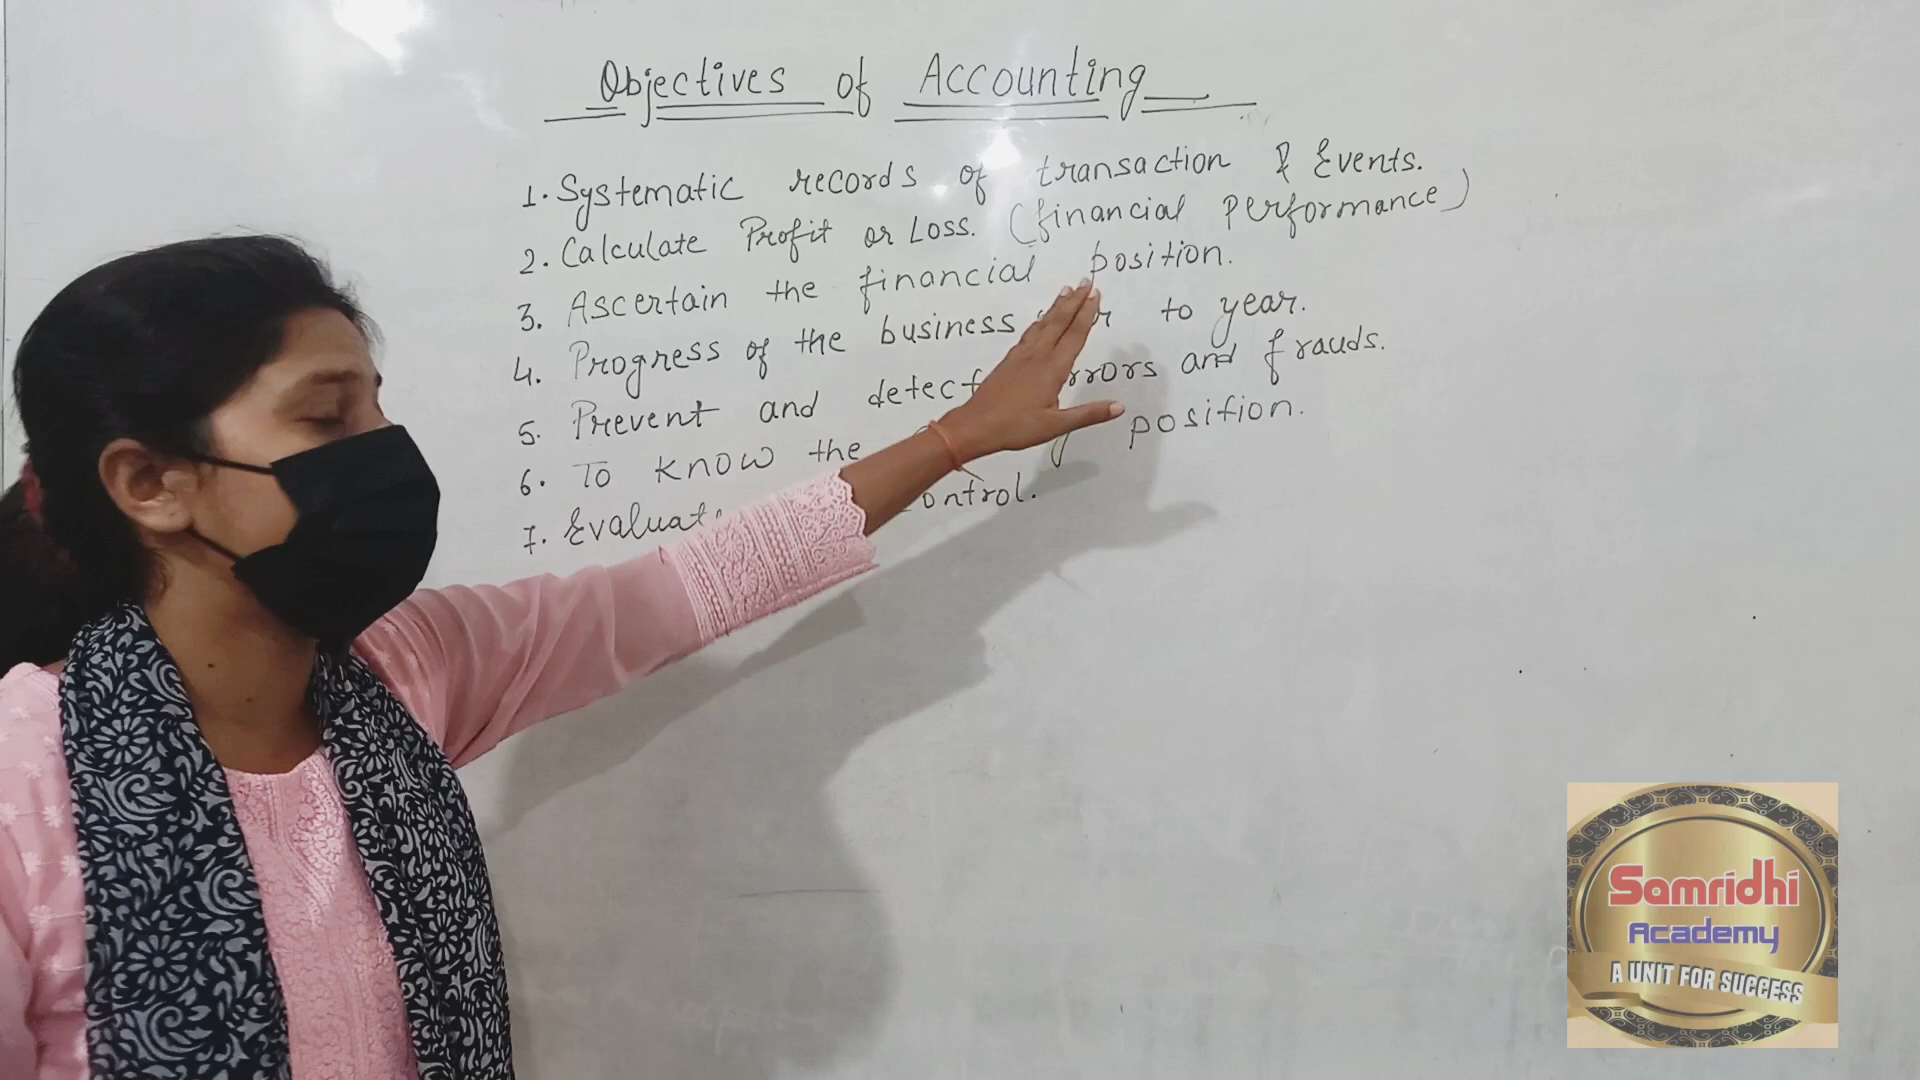 Objectives of Accounting
1. Systematic records of transaction & Events.
2. Calculate Profit or Loss. (financial performance)
3. Ascertain the financial position.
4. Progress of the business to year.
5. Prevent and detect errors and frauds.
6. To know the position.
7. Evaluate control.
Samridhi
Academy
A UNIT FOR SUCCESS